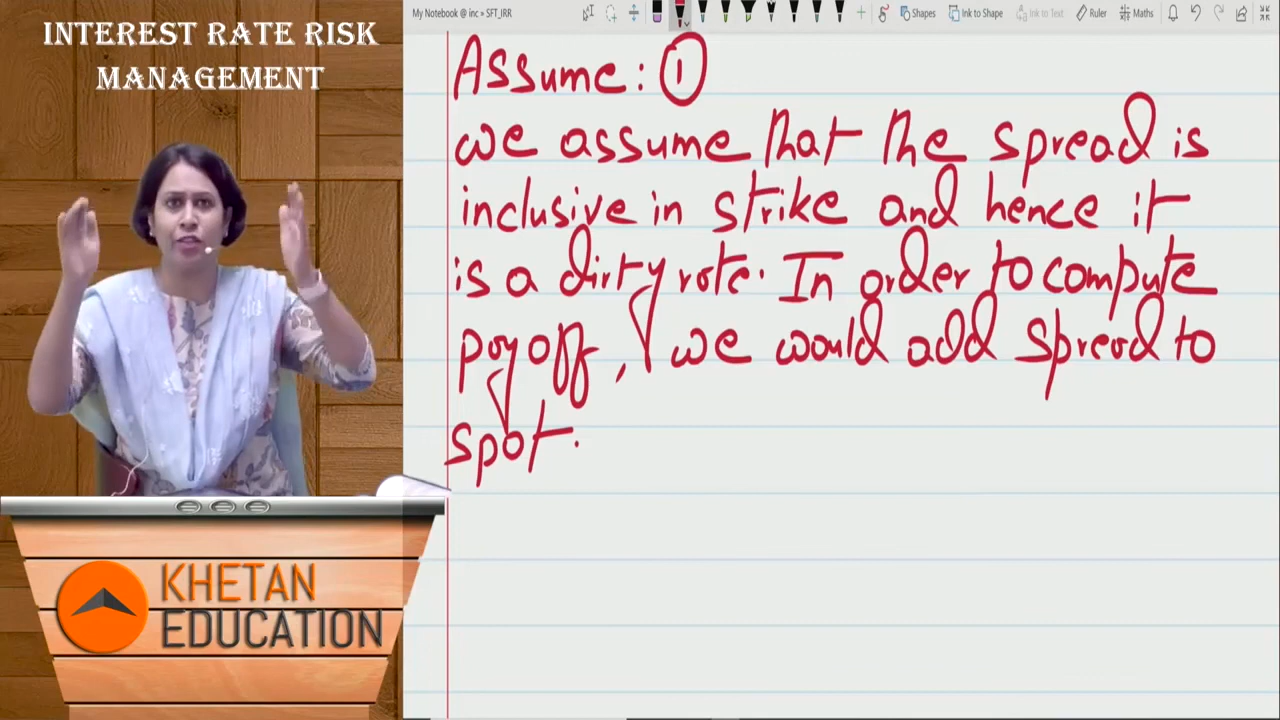 INTEREST RATE RISK
MANAGEMENT
My Notebook @ inc » SFT_IRR
Shapes
Ink to Shape
Ink to Text
Ruler
Maths
Assume: ①
we assume that the spread is
inclusive in strike and hence it
is a dirty rate. In order to compute
payoff, we would add spread to
spot.
KHETAN
EDUCATION